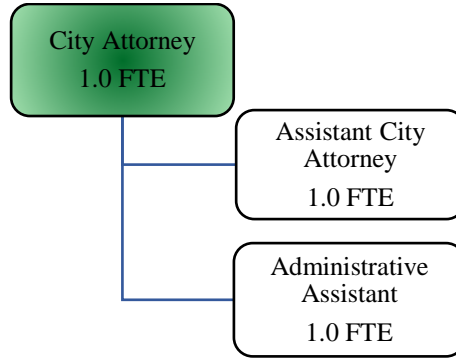 City Attorney
1.0 FTE
Assistant City
Attorney
1.0 FTE
Administrative
Assistant
1.0 FTE